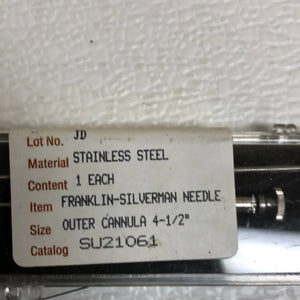 Lot No. JD
Material STAINLESS STEEL
Content 1 EACH
Item FRANKLIN-SILVERMAN NEEDLE
Size OUTER CANNULA 4-1/2"
Catalog SU21061